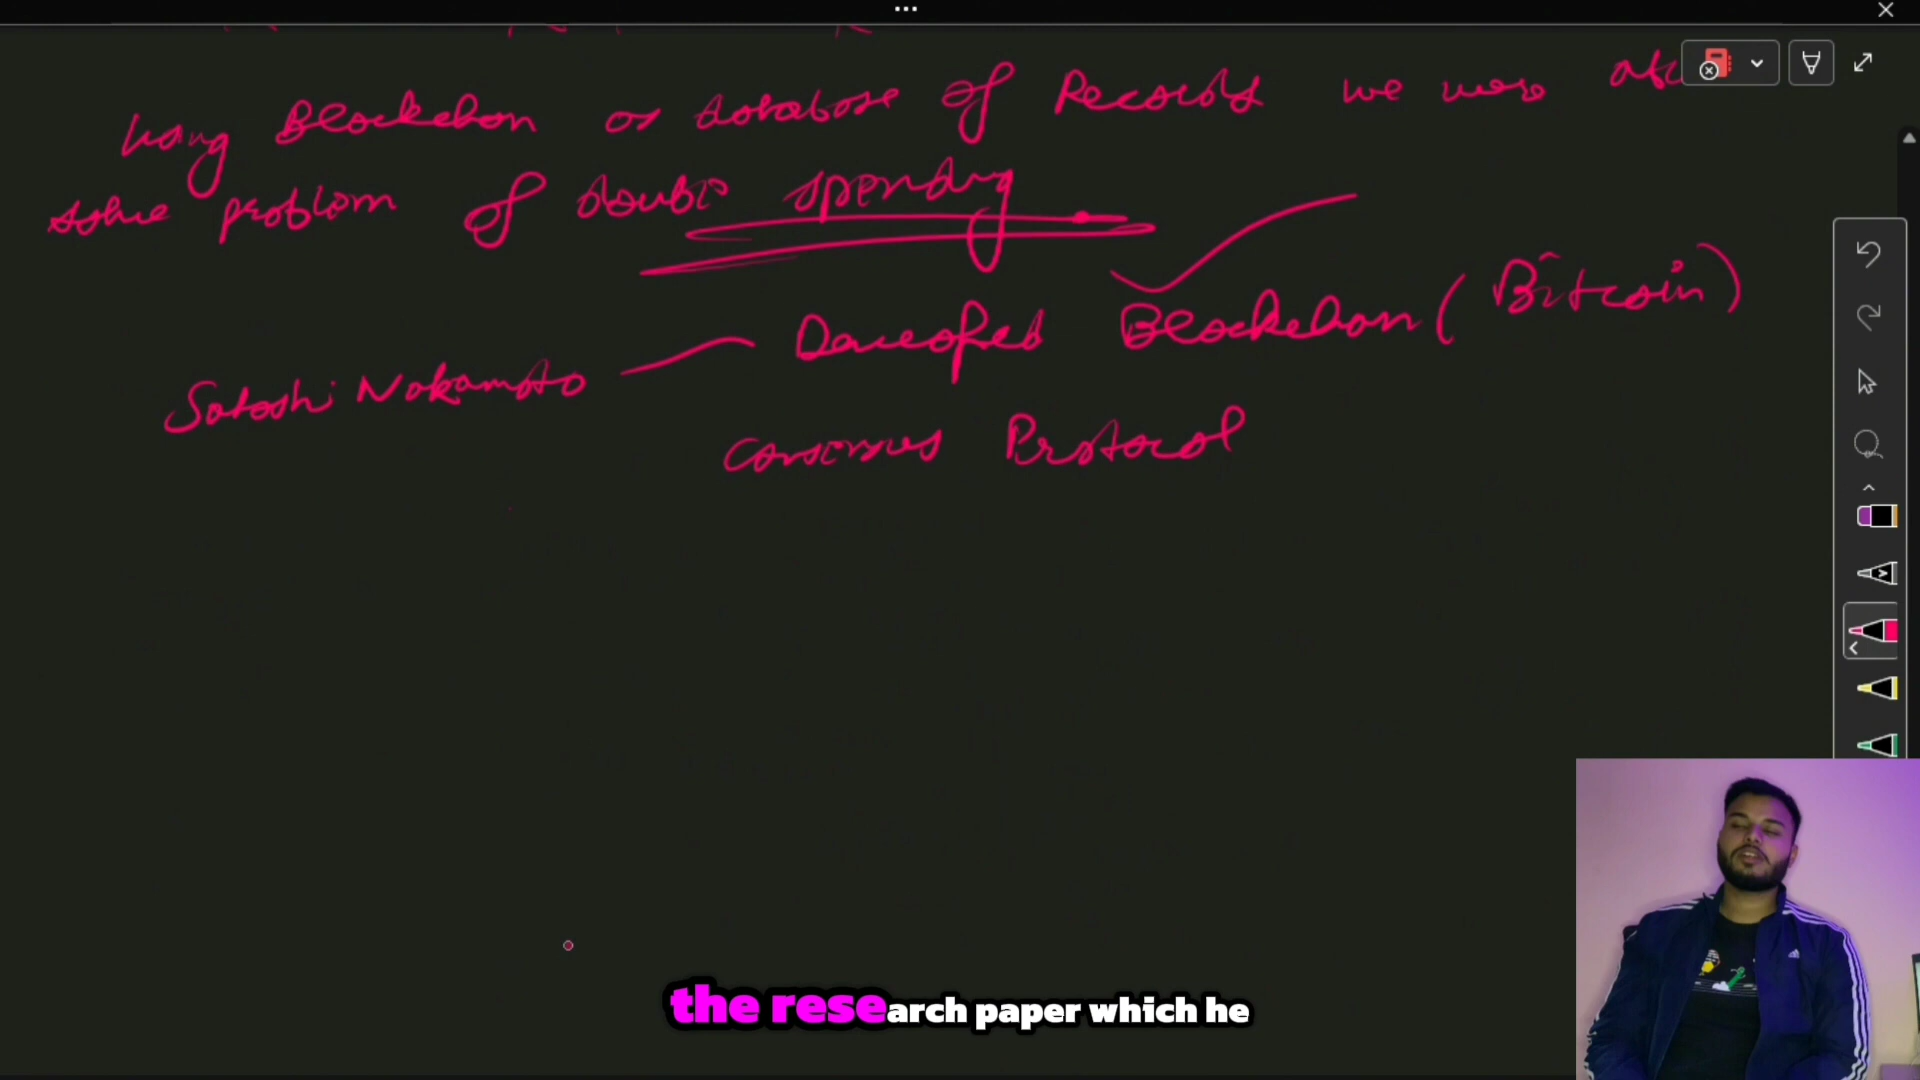 Using Blockchain or database of Records we were
solve problem of double spending
Developed Blockchain (Bitcoin)
Satoshi Nakamoto
Consensus Protocol
the research paper which he